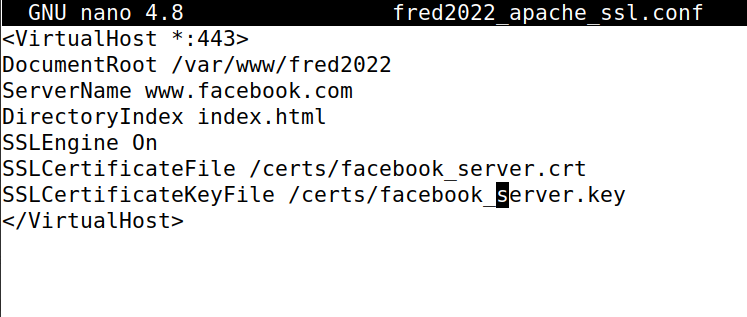 GNU nano 4.8 fred2022_apache_ssl.conf
<VirtualHost *:443>
DocumentRoot /var/www/fred2022
ServerName www.facebook.com
DirectoryIndex index.html
SSLEngine On
SSLCertificateFile /certs/facebook_server.crt
SSLCertificateKeyFile /certs/facebook_server.key
</VirtualHost>